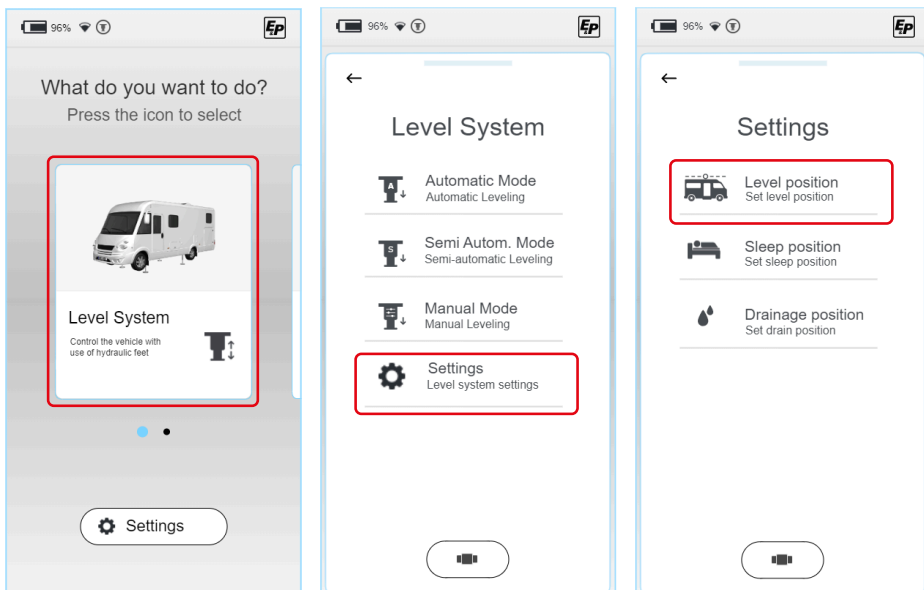 96%
EP
What do you want to do?
Press the icon to select
Level System
Control the vehicle with
use of hydraulic feet
Settings
96%
EP
Level System
A
Automatic Mode
Automatic Leveling
S
Semi Autom. Mode
Semi-automatic Leveling
Manual Mode
Manual Leveling
Settings
Level system settings
96%
EP
Settings
Level position
Set level position
Sleep position
Set sleep position
Drainage position
Set drain position